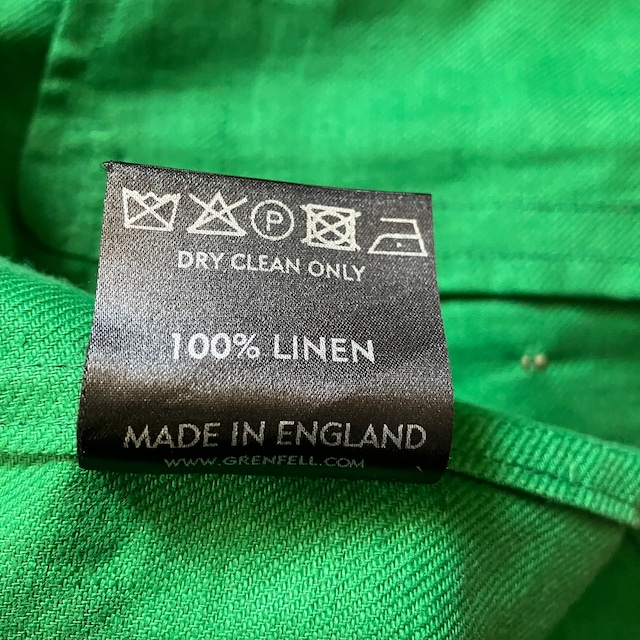 P
DRY CLEAN ONLY
100% LINEN
MADE IN ENGLAND
WWW.GRENFELL.COM